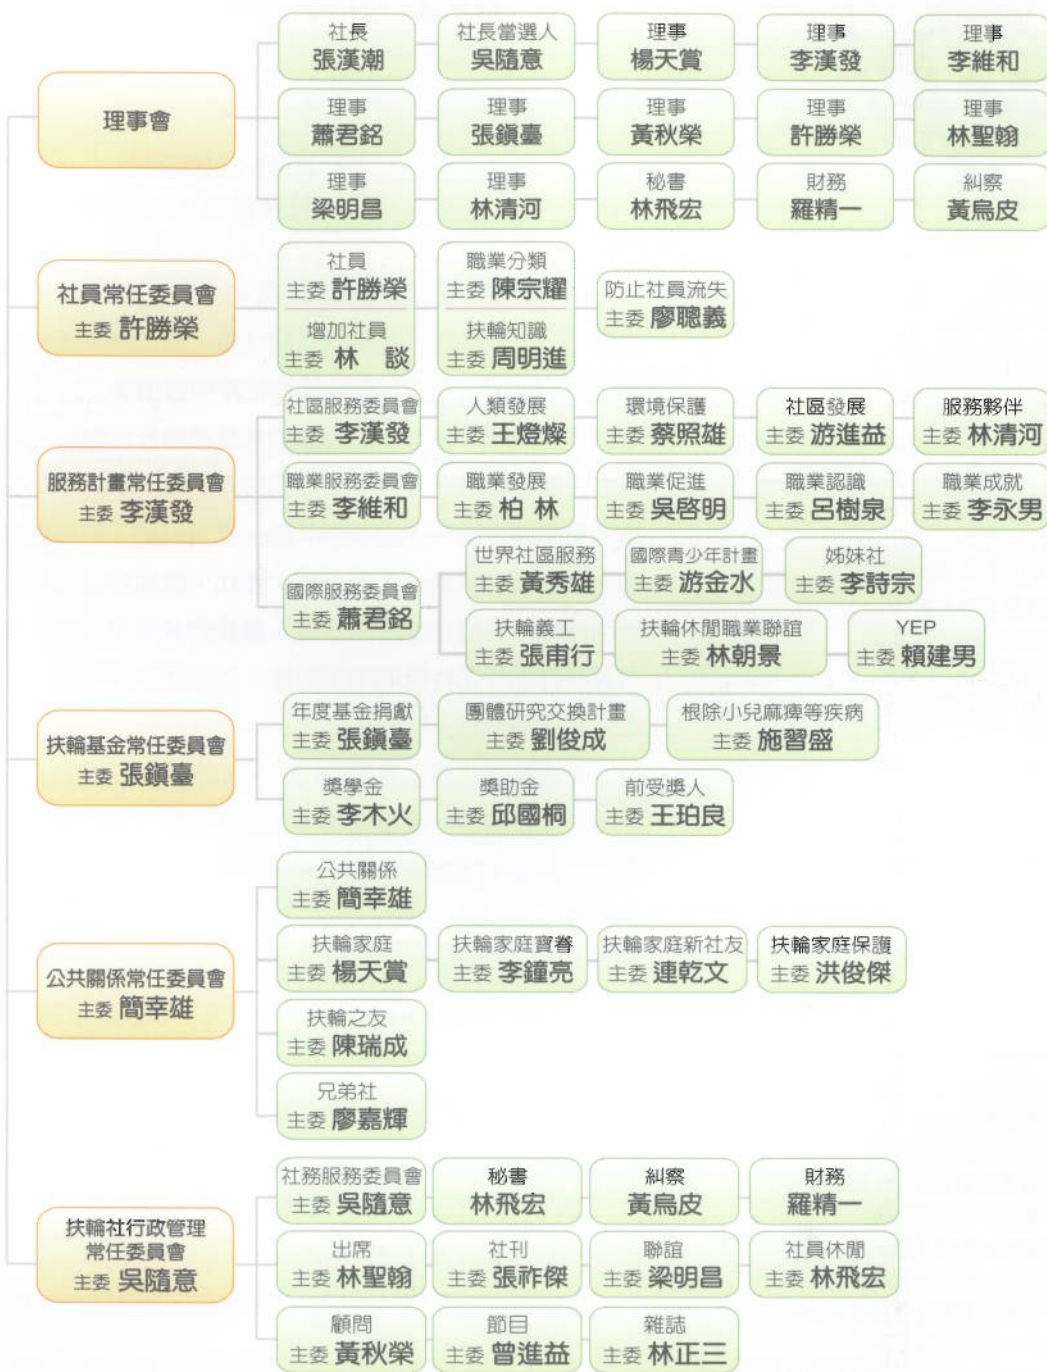 理事會
社長
張漢潮
社長當選人
吳隨意
理事
楊天賞
理事
李漢發
理事
李維和
理事
蕭君銘
理事
張鎭臺
理事
黃秋榮
理事
許勝榮
理事
林聖翰
理事
梁明昌
理事
林清河
秘書
林飛宏
財務
羅精一
糾察
黃烏皮
社員常任委員會
主委 許勝榮
社員
主委 許勝榮
增加社員
主委 林 談
職業分類
主委 陳宗耀
扶輪知識
主委 周明進
防止社員流失
主委 廖聰義
服務計畫常任委員會
主委 李漢發
社區服務委員會
主委 李漢發
人類發展
主委 王燈燦
環境保護
主委 蔡照雄
社區發展
主委 游進益
服務夥伴
主委 林清河
職業服務委員會
主委 李維和
職業發展
主委 柏 林
職業促進
主委 吳啓明
職業認識
主委 呂樹泉
職業成就
主委 李永男
國際服務委員會
主委 蕭君銘
世界社區服務
主委 黃秀雄
國際青少年計畫
主委 游金水
姊妹社
主委 李詩宗
扶輪義工
主委 張甫行
扶輪休閒職業聯誼
主委 林朝景
YEP
主委 賴建男
扶輪基金常任委員會
主委 張鎭臺
年度基金捐獻
主委 張鎭臺
團體研究交換計畫
主委 劉俊成
根除小兒麻痺等疾病
主委 施習盛
獎學金
主委 李木火
獎助金
主委 邱國桐
前受獎人
主委 王珀良
公共關係常任委員會
主委 簡幸雄
公共關係
主委 簡幸雄
扶輪家庭
主委 楊天賞
扶輪家庭寶眷
主委 李鐘亮
扶輪家庭新社友
主委 連乾文
扶輪家庭保護
主委 洪俊傑
扶輪之友
主委 陳瑞成
兄弟社
主委 廖嘉輝
扶輪社行政管理
常任委員會
主委 吳隨意
社務服務委員會
主委 吳隨意
秘書
林飛宏
糾察
黃烏皮
財務
羅精一
出席
主委 林聖翰
社刊
主委 張祚傑
聯誼
主委 梁明昌
社員休閒
主委 林飛宏
顧問
主委 黃秋榮
節目
主委 曾進益
雜誌
主委 林正三